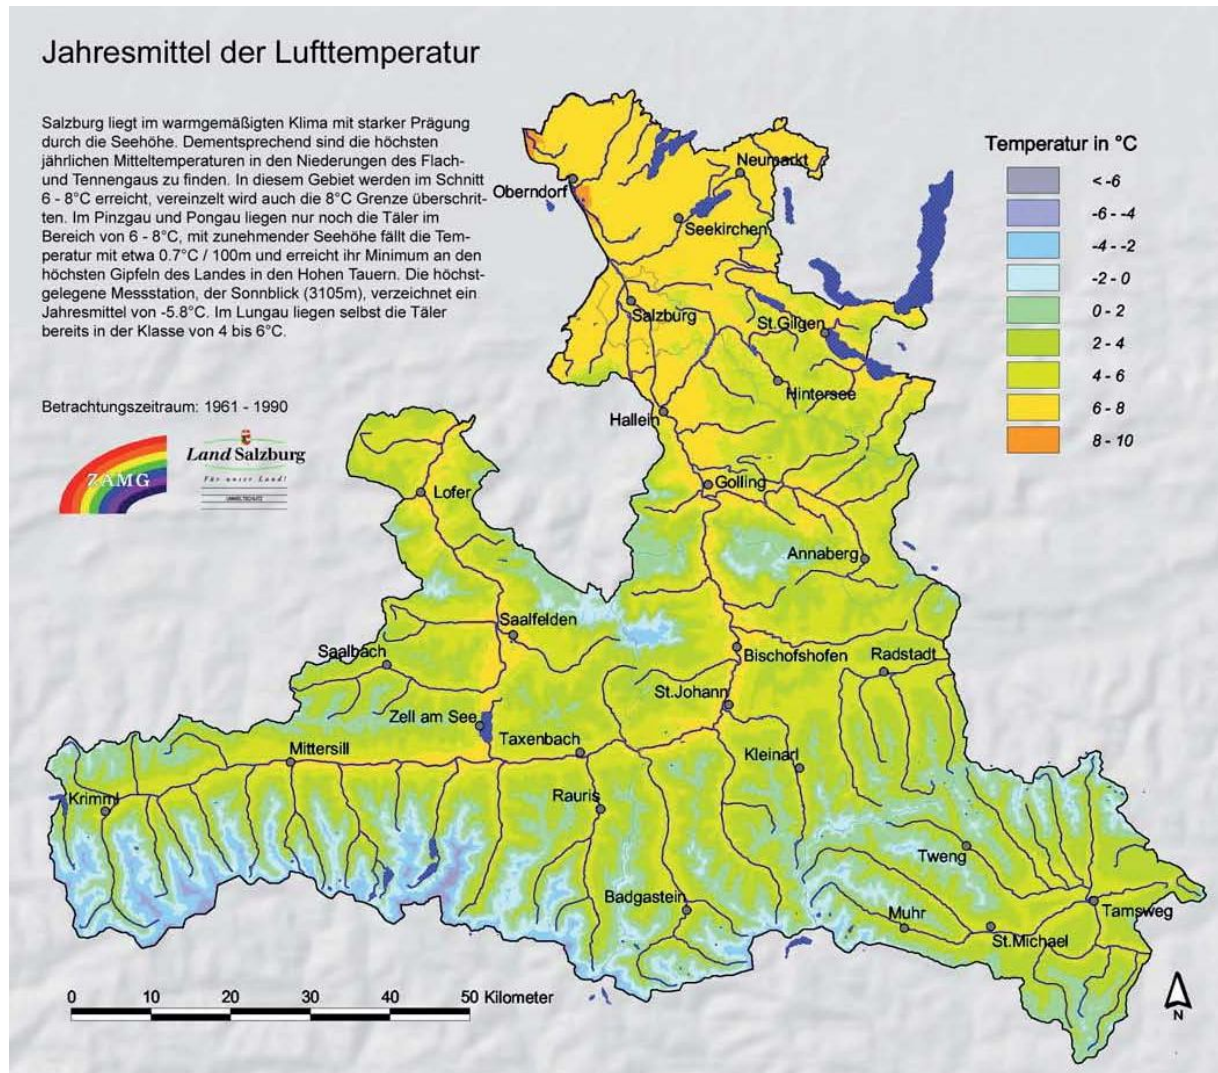 Jahresmittel der Lufttemperatur
Salzburg liegt im warmgemäßigten Klima mit starker Prägung
durch die Seehöhe. Dementsprechend sind die höchsten
jährlichen Mitteltemperaturen in den Niederungen des Flach-
und Tennengaus zu finden. In diesem Gebiet werden im Schnitt
6 - 8°C erreicht, vereinzelt wird auch die 8°C Grenze überschrit-
ten. Im Pinzgau und Pongau liegen nur noch die Täler im
Bereich von 6 - 8°C, mit zunehmender Seehöhe fällt die Tem-
peratur mit etwa 0.7°C / 100m und erreicht ihr Minimum an den
höchsten Gipfeln des Landes in den Hohen Tauern. Die höchst-
gelegene Messstation, der Sonnblick (3105m), verzeichnet ein
Jahresmittel von -5.8°C. Im Lungau liegen selbst die Täler
bereits in der Klasse von 4 bis 6°C.
Betrachtungszeitraum: 1961 - 1990
ZAMG
Land Salzburg
Für unser Land!
UMWELTSCHUTZ
Temperatur in °C
< -6
-6 - -4
-4 - -2
-2 - 0
0 - 2
2 - 4
4 - 6
6 - 8
8 - 10
Neumarkt
Oberndorf
Seekirchen
Salzburg
St.Gilgen
Hintersee
Hallein
Golling
Lofer
Annaberg
Saalfelden
Saalbach
Bischofshofen
Radstadt
St.Johann
Zell am See
Taxenbach
Mittersill
Kleinarl
Krimml
Rauris
Tweng
Badgastein
Muhr
Tamsweg
St.Michael
0 10 20 30 40 50 Kilometer
N